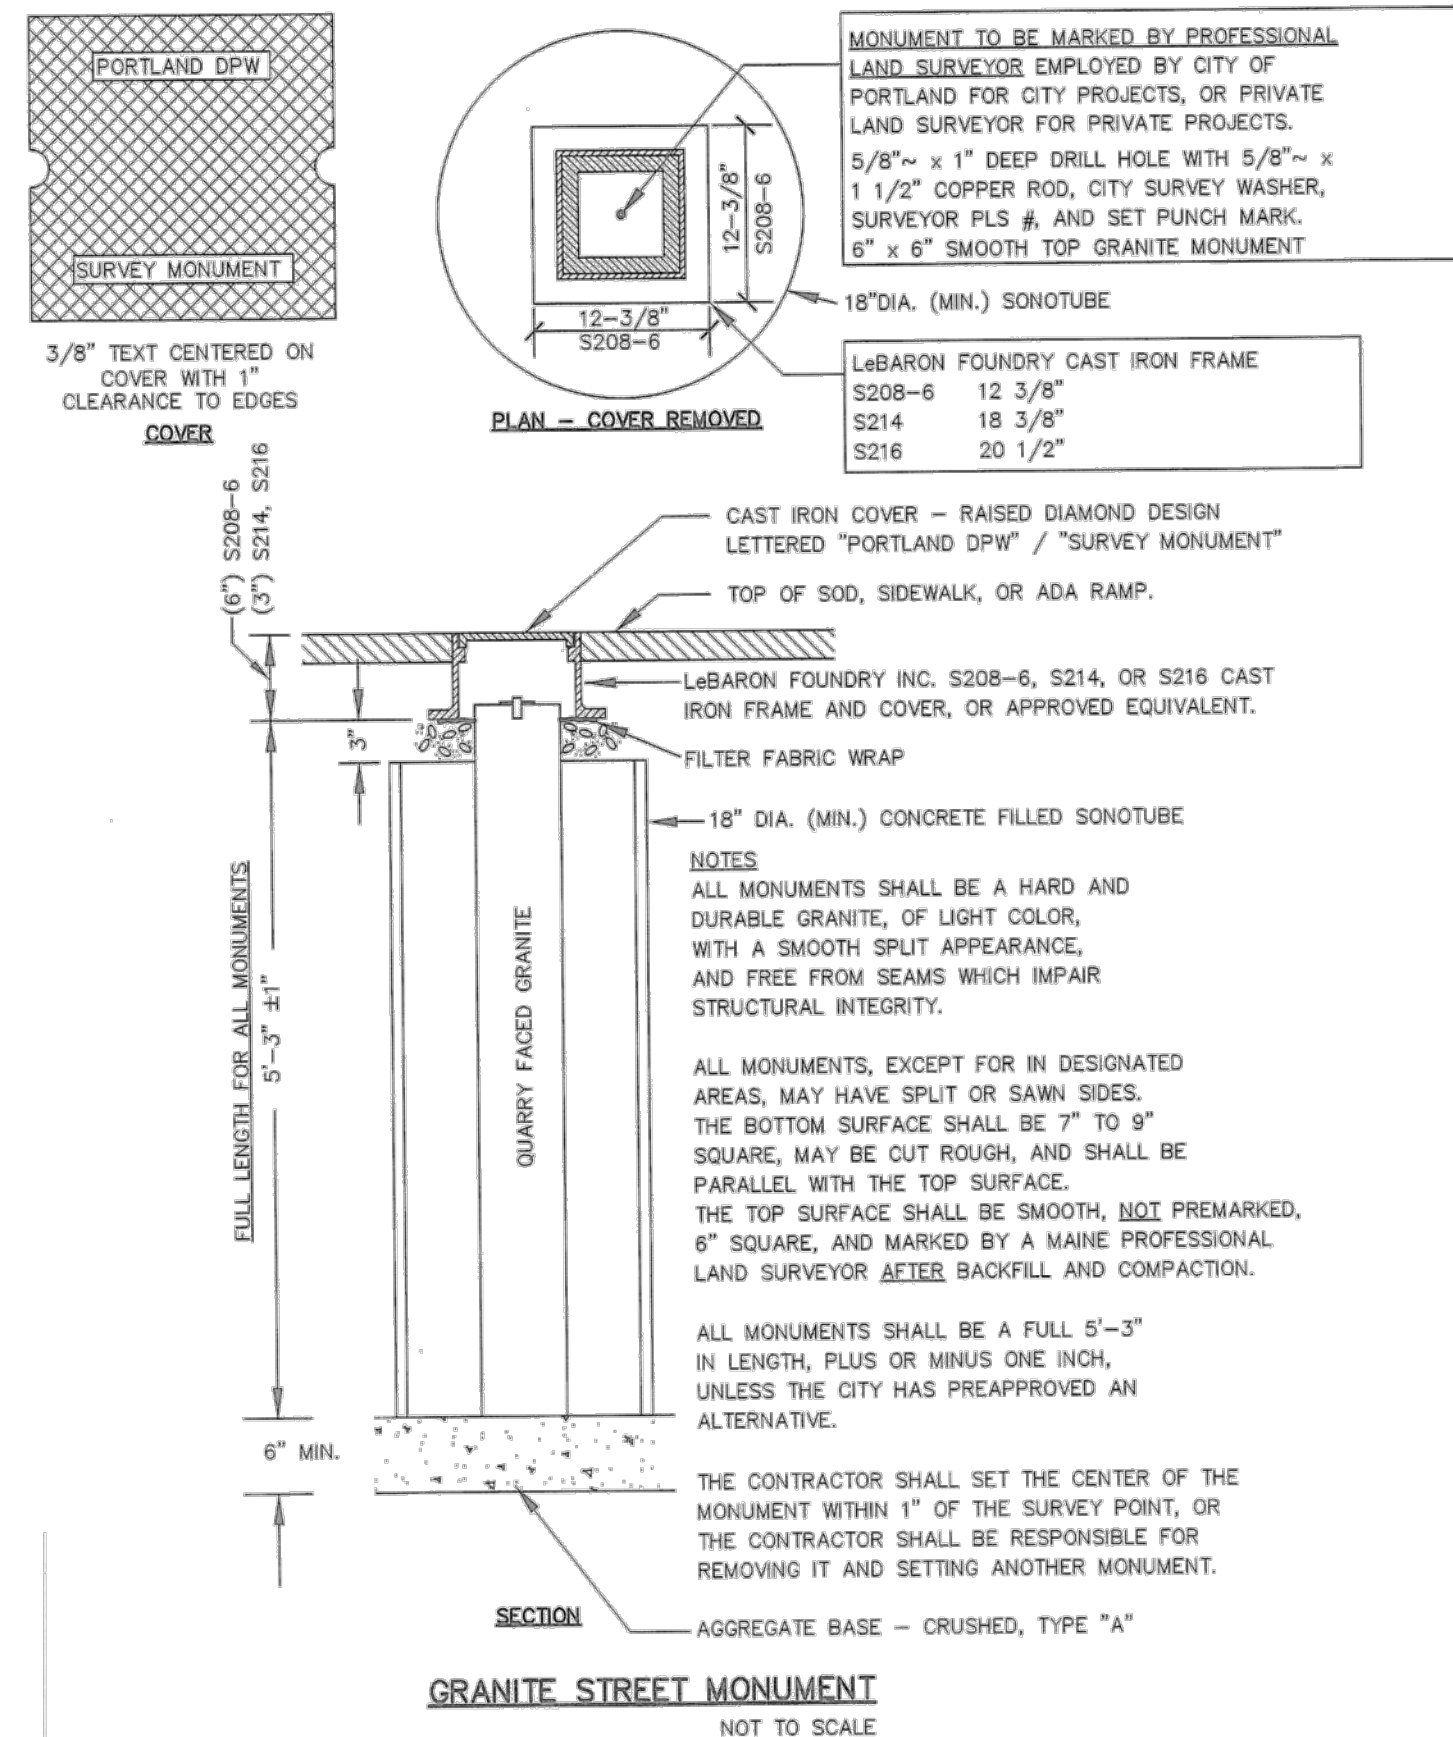 PORTLAND DPW
SURVEY MONUMENT
3/8" TEXT CENTERED ON
COVER WITH 1"
CLEARANCE TO EDGES
COVER
12-3/8"
S208-6
12-3/8"
S208-6
PLAN - COVER REMOVED
MONUMENT TO BE MARKED BY PROFESSIONAL
LAND SURVEYOR EMPLOYED BY CITY OF
PORTLAND FOR CITY PROJECTS, OR PRIVATE
LAND SURVEYOR FOR PRIVATE PROJECTS.
5/8"~ x 1" DEEP DRILL HOLE WITH 5/8"~ x
1 1/2" COPPER ROD, CITY SURVEY WASHER,
SURVEYOR PLS #, AND SET PUNCH MARK.
6" x 6" SMOOTH TOP GRANITE MONUMENT
18"DIA. (MIN.) SONOTUBE
LeBARON FOUNDRY CAST IRON FRAME
S208-6 12 3/8"
S214 18 3/8"
S216 20 1/2"
(6") S208-6
(3") S214, S216
CAST IRON COVER - RAISED DIAMOND DESIGN
LETTERED "PORTLAND DPW" / "SURVEY MONUMENT"
TOP OF SOD, SIDEWALK, OR ADA RAMP.
LeBARON FOUNDRY INC. S208-6, S214, OR S216 CAST
IRON FRAME AND COVER, OR APPROVED EQUIVALENT.
3"
FILTER FABRIC WRAP
18" DIA. (MIN.) CONCRETE FILLED SONOTUBE
FULL LENGTH FOR ALL MONUMENTS
5'-3" ±1"
QUARRY FACED GRANITE
NOTES
ALL MONUMENTS SHALL BE A HARD AND
DURABLE GRANITE, OF LIGHT COLOR,
WITH A SMOOTH SPLIT APPEARANCE,
AND FREE FROM SEAMS WHICH IMPAIR
STRUCTURAL INTEGRITY.
ALL MONUMENTS, EXCEPT FOR IN DESIGNATED
AREAS, MAY HAVE SPLIT OR SAWN SIDES.
THE BOTTOM SURFACE SHALL BE 7" TO 9"
SQUARE, MAY BE CUT ROUGH, AND SHALL BE
PARALLEL WITH THE TOP SURFACE.
THE TOP SURFACE SHALL BE SMOOTH, NOT PREMARKED,
6" SQUARE, AND MARKED BY A MAINE PROFESSIONAL
LAND SURVEYOR AFTER BACKFILL AND COMPACTION.
ALL MONUMENTS SHALL BE A FULL 5'-3"
IN LENGTH, PLUS OR MINUS ONE INCH,
UNLESS THE CITY HAS PREAPPROVED AN
ALTERNATIVE.
6" MIN.
THE CONTRACTOR SHALL SET THE CENTER OF THE
MONUMENT WITHIN 1" OF THE SURVEY POINT, OR
THE CONTRACTOR SHALL BE RESPONSIBLE FOR
REMOVING IT AND SETTING ANOTHER MONUMENT.
SECTION
AGGREGATE BASE - CRUSHED, TYPE "A"
GRANITE STREET MONUMENT
NOT TO SCALE